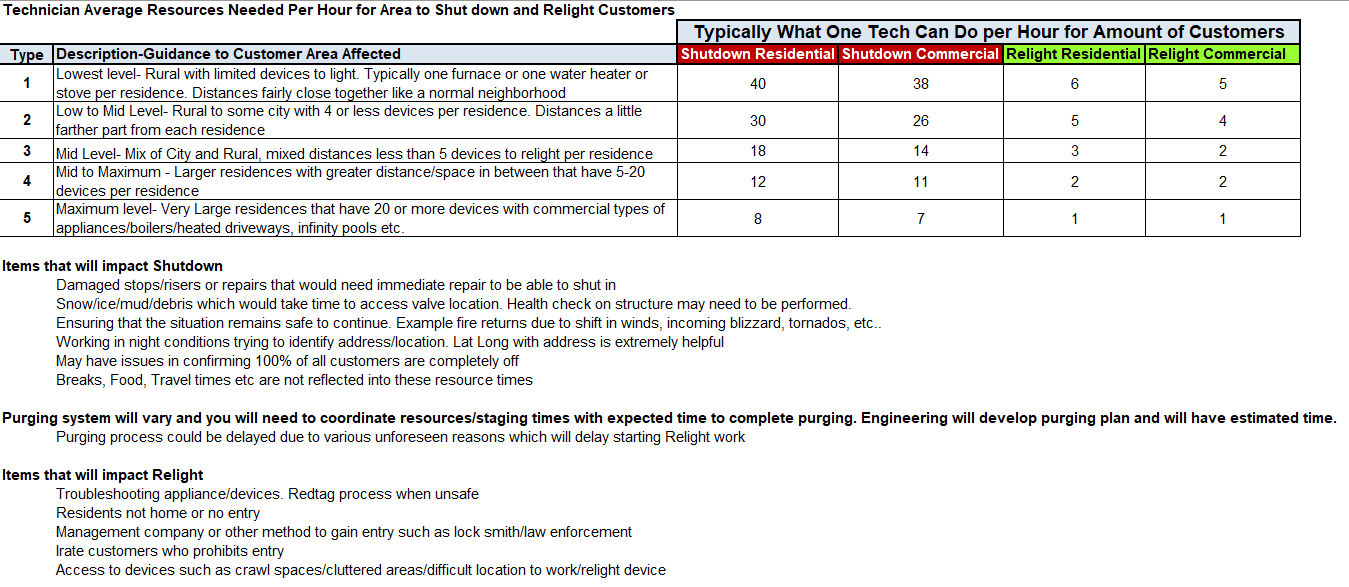 Technician Average Resources Needed Per Hour for Area to Shut down and Relight Customers
Typically What One Tech Can Do per Hour for Amount of Customers
Type Description-Guidance to Customer Area Affected Shutdown Residential Shutdown Commercial Relight Residential Relight Commercial
1 Lowest level- Rural with limited devices to light. Typically one furnace or one water heater or
stove per residence. Distances fairly close together like a normal neighborhood 40 38 6 5
2 Low to Mid Level- Rural to some city with 4 or less devices per residence. Distances a little
farther part from each residence 30 26 5 4
3 Mid Level- Mix of City and Rural, mixed distances less than 5 devices to relight per residence 18 14 3 2
4 Mid to Maximum - Larger residences with greater distance/space in between that have 5-20
devices per residence 12 11 2 2
5 Maximum level- Very Large residences that have 20 or more devices with commercial types of
appliances/boilers/heated driveways, infinity pools etc. 8 7 1 1
Items that will impact Shutdown
Damaged stops/risers or repairs that would need immediate repair to be able to shut in
Snow/ice/mud/debris which would take time to access valve location. Health check on structure may need to be performed.
Ensuring that the situation remains safe to continue. Example fire returns due to shift in winds, incoming blizzard, tornados, etc..
Working in night conditions trying to identify address/location. Lat Long with address is extremely helpful
May have issues in confirming 100% of all customers are completely off
Breaks, Food, Travel times etc are not reflected into these resource times
Purging system will vary and you will need to coordinate resources/staging times with expected time to complete purging. Engineering will develop purging plan and will have estimated time.
Purging process could be delayed due to various unforeseen reasons which will delay starting Relight work
Items that will impact Relight
Troubleshooting appliance/devices. Redtag process when unsafe
Residents not home or no entry
Management company or other method to gain entry such as lock smith/law enforcement
Irate customers who prohibits entry
Access to devices such as crawl spaces/cluttered areas/difficult location to work/relight device